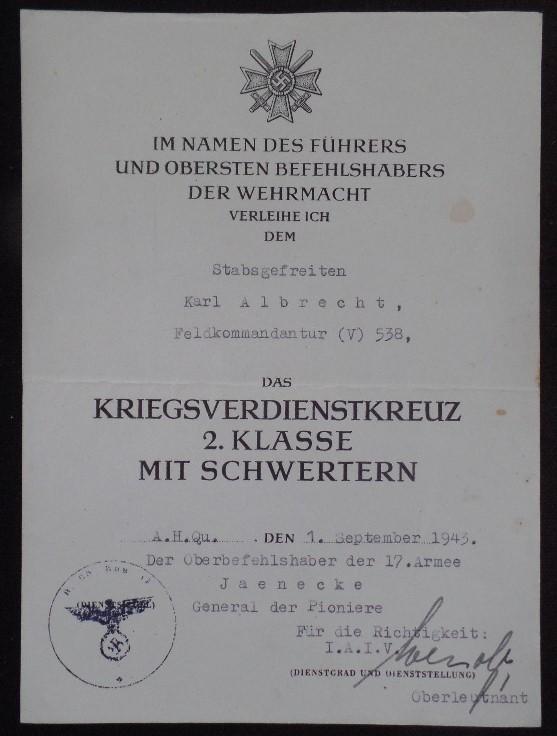 IM NAMEN DES FÜHRERS
UND OBERSTEN BEFEHLSHABERS
DER WEHRMACHT
VERLEIHE ICH
DEM
Stabsgefreiten
Karl Albrecht,
Feldkommandantur (V) 538,
DAS
KRIEGSVERDIENSTKREUZ
2. KLASSE
MIT SCHWERTERN
A.H.Qu. DEN 1. September 1943.
Der Oberbefehlshaber der 17.Armee
Jaenecke
General der Pioniere
(DIENSTSIEGEL)
Für die Richtigkeit:
I.A.I.V.
(DIENSTGRAD UND DIENSTSTELLUNG)
Oberleutnant